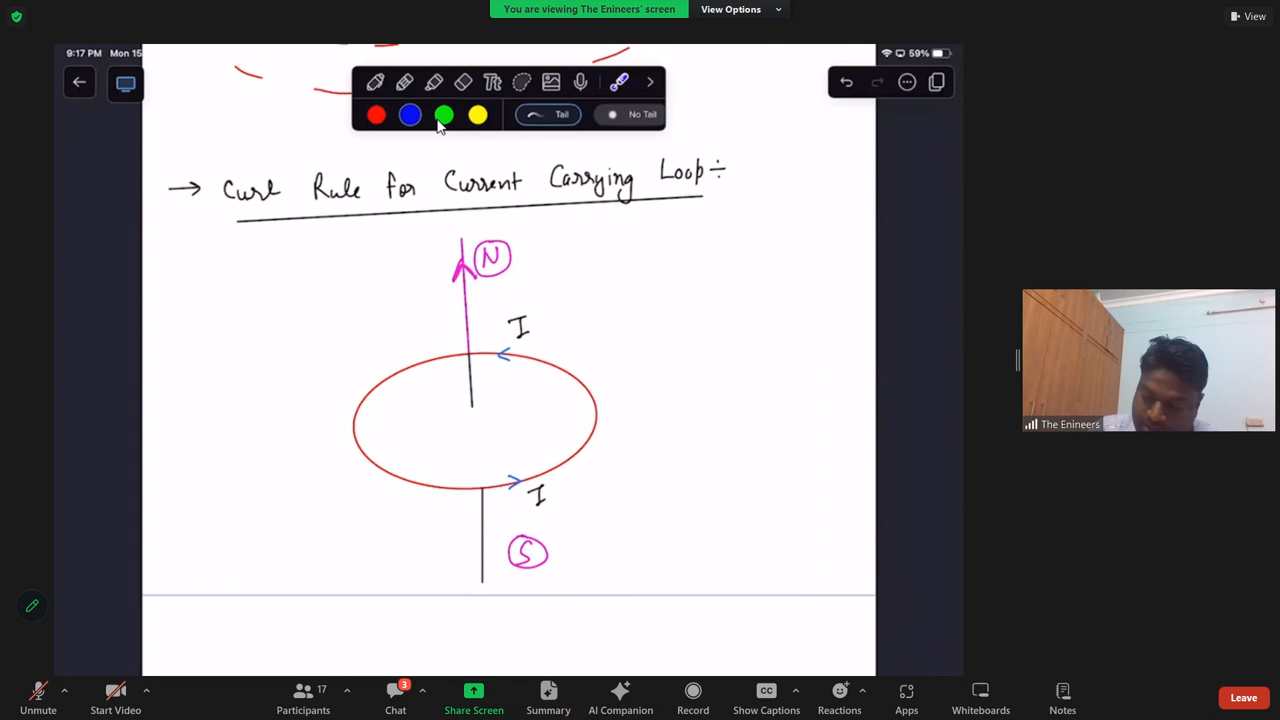 You are viewing The Enineers' screen
View Options
View
9:17 PM Mon 15
59%
Tt
Tail
No Tail
→ Curl Rule for Current Carrying Loop÷
N
I
I
S
The Enineers
Unmute
Start Video
17
Participants
3
Chat
Share Screen
Summary
AI Companion
Record
CC
Show Captions
Reactions
Apps
Whiteboards
Notes
Leave